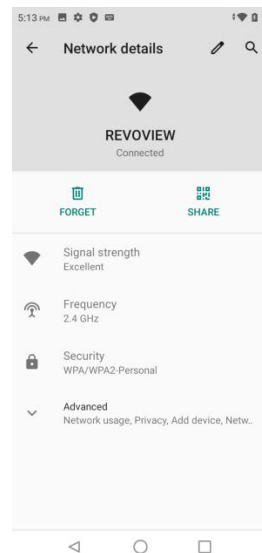 5:13 PM
Network details
REVOVIEW
Connected
FORGET
SHARE
Signal strength
Excellent
Frequency
2.4 GHz
Security
WPA/WPA2-Personal
Advanced
Network usage, Privacy, Add device, Netw..